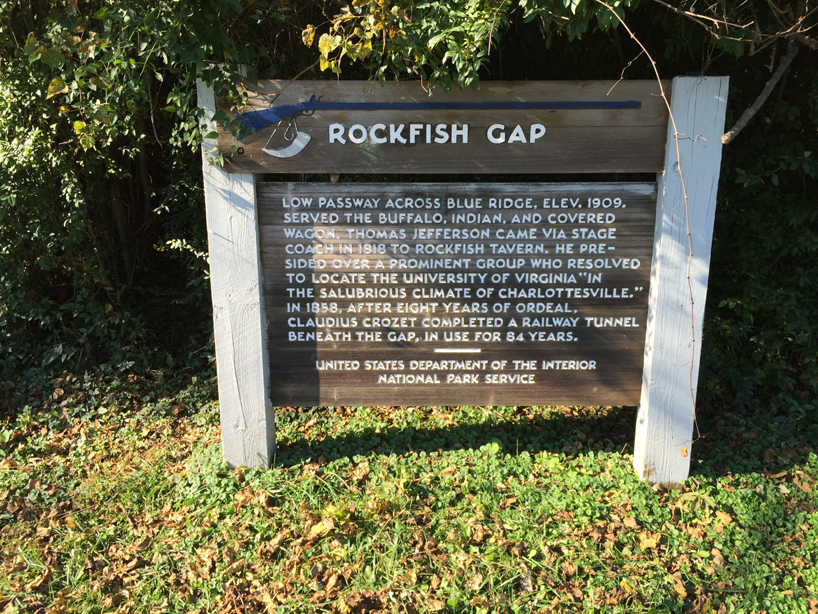 ROCKFISH GAP
LOW PASSWAY ACROSS BLUE RIDGE, ELEV. 1909.
SERVED THE BUFFALO, INDIAN, AND COVERED
WAGON. THOMAS JEFFERSON CAME VIA STAGE
COACH IN 1818 TO ROCKFISH TAVERN. HE PRE-
SIDED OVER A PROMINENT GROUP WHO RESOLVED
TO LOCATE THE UNIVERSITY OF VIRGINIA "IN
THE SALUBRIOUS CLIMATE OF CHARLOTTESVILLE."
IN 1858, AFTER EIGHT YEARS OF ORDEAL,
CLAUDIUS CROZET COMPLETED A RAILWAY TUNNEL
BENEATH THE GAP, IN USE FOR 84 YEARS.
UNITED STATES DEPARTMENT OF THE INTERIOR
NATIONAL PARK SERVICE